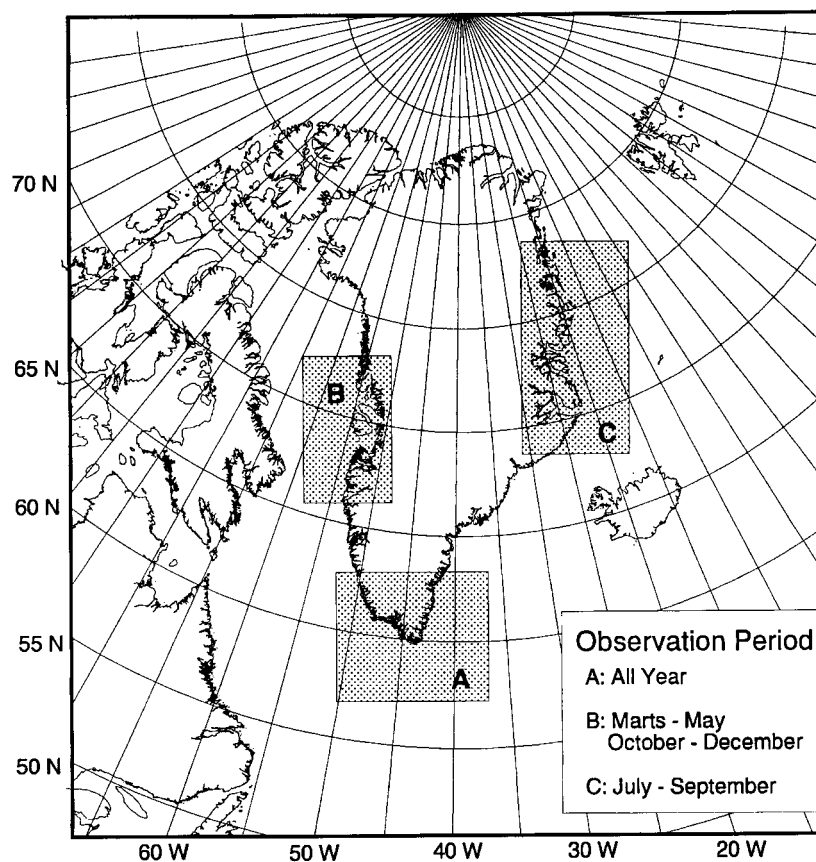 70 N
65 N
60 N
55 N
50 N
B
C
A
Observation Period
A: All Year
B: Marts - May
October - December
C: July - September
60 W
50 W
40 W
30 W
20 W